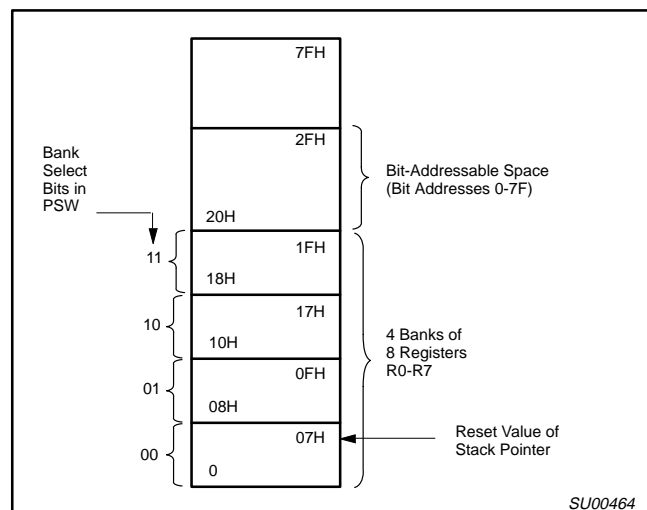 7FH
2FH
Bank
Select
Bits in
PSW
Bit-Addressable Space
(Bit Addresses 0-7F)
20H
11
1FH
18H
10
17H
10H
4 Banks of
8 Registers
R0-R7
01
0FH
08H
00
07H
0
Reset Value of
Stack Pointer
SU00464